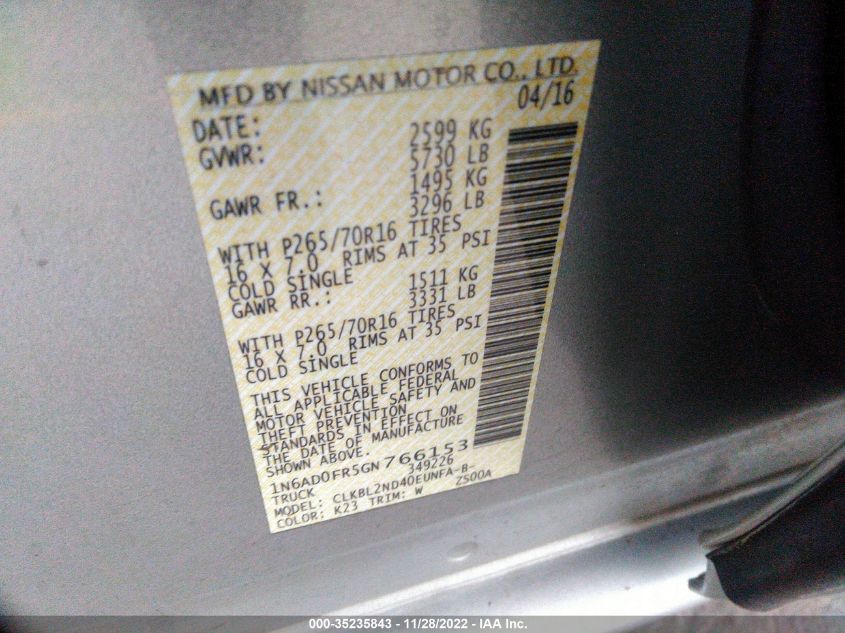 MFD BY NISSAN MOTOR CO., LTD.
DATE: 04/16
GVWR: 2599 KG
5730 LB
GAWR FR.: 1495 KG
3296 LB
WITH P265/70R16 TIRES
16 X 7.0 RIMS AT 35 PSI
COLD SINGLE
GAWR RR.: 1511 KG
3331 LB
WITH P265/70R16 TIRES
16 X 7.0 RIMS AT 35 PSI
COLD SINGLE
THIS VEHICLE CONFORMS TO
ALL APPLICABLE FEDERAL
MOTOR VEHICLE SAFETY AND
THEFT PREVENTION
STANDARDS IN EFFECT ON
THE DATE OF MANUFACTURE
SHOWN ABOVE.
1N6AD0FR5GN766153
TRUCK 349226
MODEL: CLKBL2ND40EUNFA-B-
COLOR: K23 TRIM: W Z500A
000-35235843 - 11/28/2022 - IAA Inc.